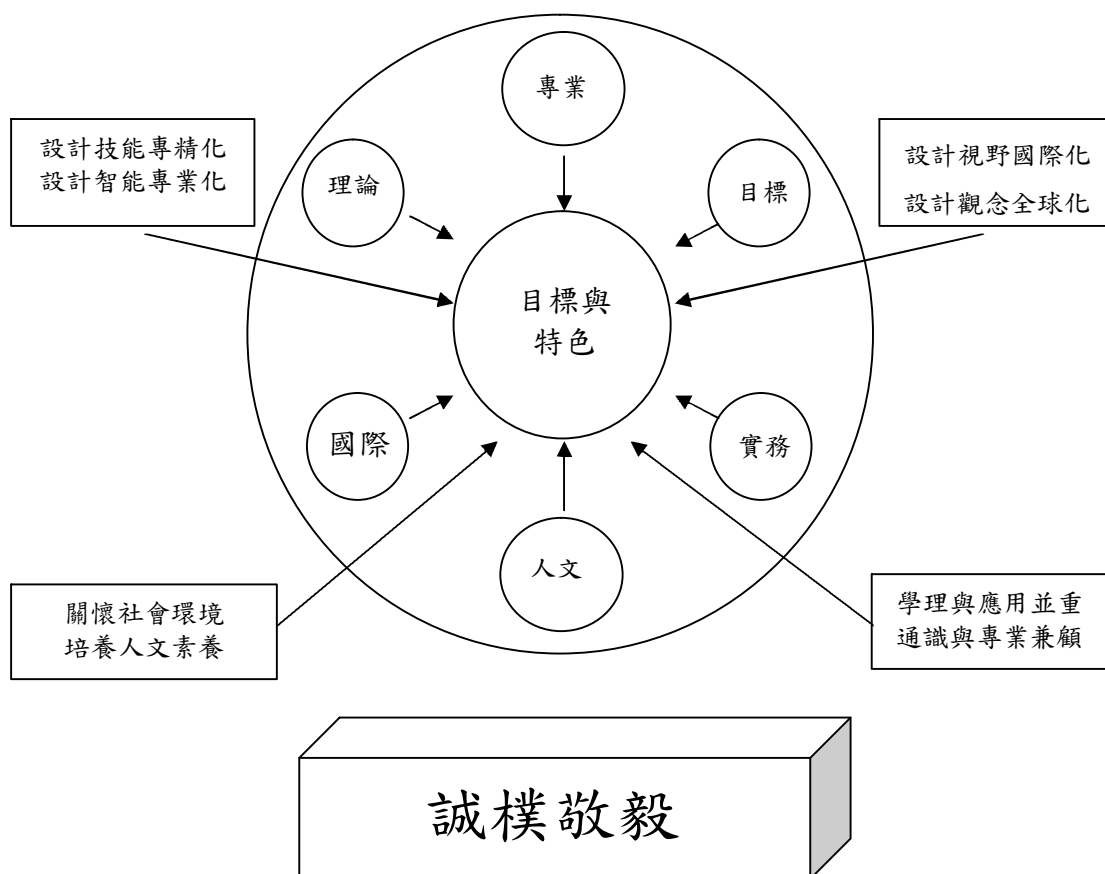 專業
設計技能專精化
設計智能專業化
理論
目標
設計視野國際化
設計觀念全球化
目標與
特色
國際
實務
人文
關懷社會環境
培養人文素養
學理與應用並重
通識與專業兼顧
誠樸敬毅